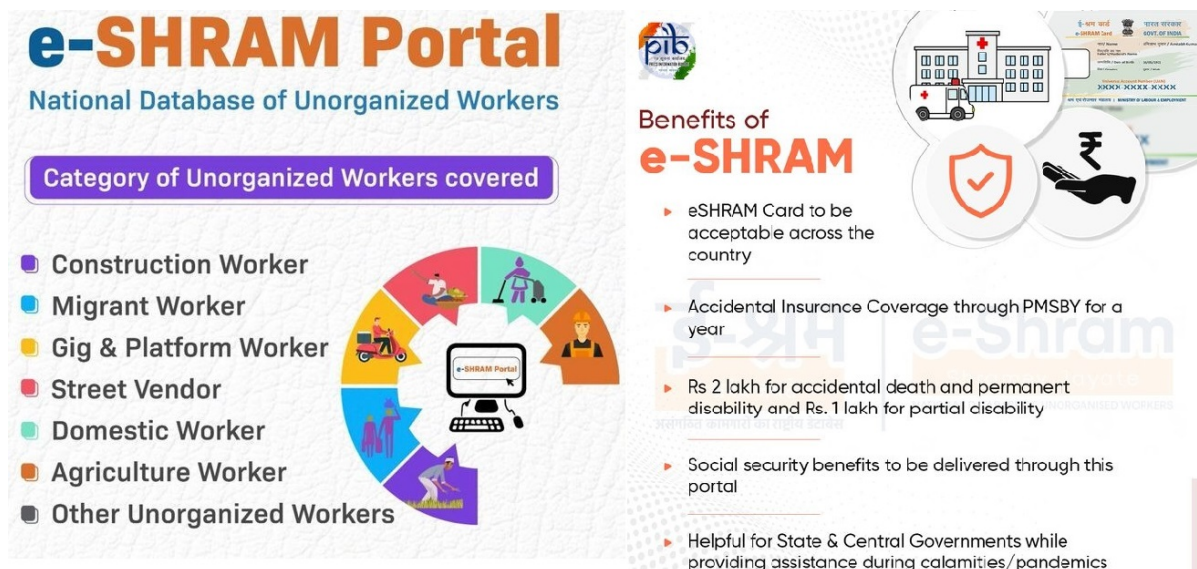 e-SHRAM Portal
National Database of Unorganized Workers
Category of Unorganized Workers covered
Construction Worker
Migrant Worker
Gig & Platform Worker
Street Vendor
Domestic Worker
Agriculture Worker
Other Unorganized Workers
e-SHRAM Portal
pib
Benefits of
e-SHRAM
eSHRAM Card to be
acceptable across the
country
Accidental Insurance Coverage through PMSBY for a
year
Rs 2 lakh for accidental death and permanent
disability and Rs. 1 lakh for partial disability
Social security benefits to be delivered through this
portal
Helpful for State & Central Governments while
providing assistance during calamities/pandemics
ई-श्रम कार्ड
e-SHRAM Card
भारत सरकार
GOVT. OF INDIA
XXXX-XXXX-XXXX
MINISTRY OF LABOUR & EMPLOYMENT
ई-श्रम
e-Shram